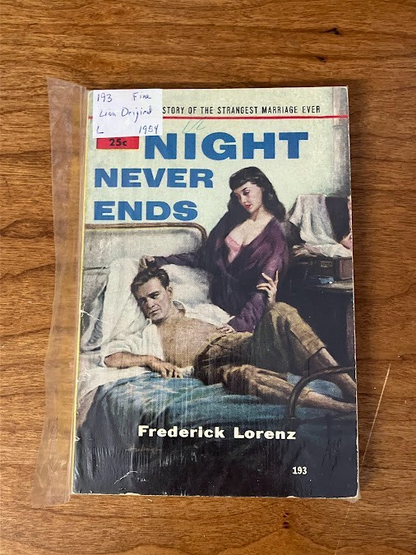 193 Fine
Lion Original
L 1954
STORY OF THE STRANGEST MARRIAGE EVER
25c
NIGHT
NEVER
ENDS
Frederick Lorenz
193